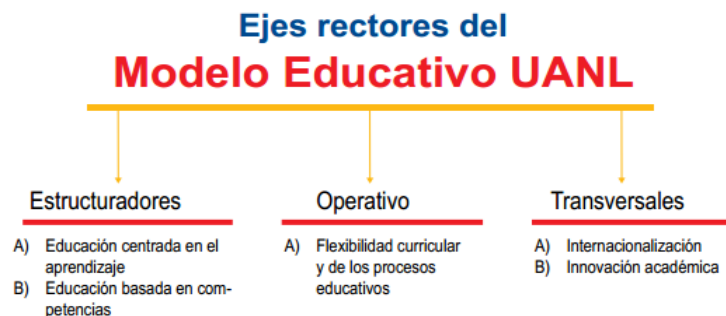 Ejes rectores del
Modelo Educativo UANL
Estructuradores
A) Educación centrada en el
aprendizaje
B) Educación basada en com-
petencias
Operativo
A) Flexibilidad curricular
y de los procesos
educativos
Transversales
A) Internacionalización
B) Innovación académica